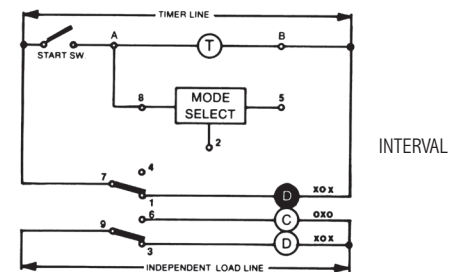 TIMER LINE
A
B
T
START SW.
8
MODE
SELECT
5
2
INTERVAL
4
7
1
D
XOX
6
C
OXO
9
3
D
XOX
INDEPENDENT LOAD LINE